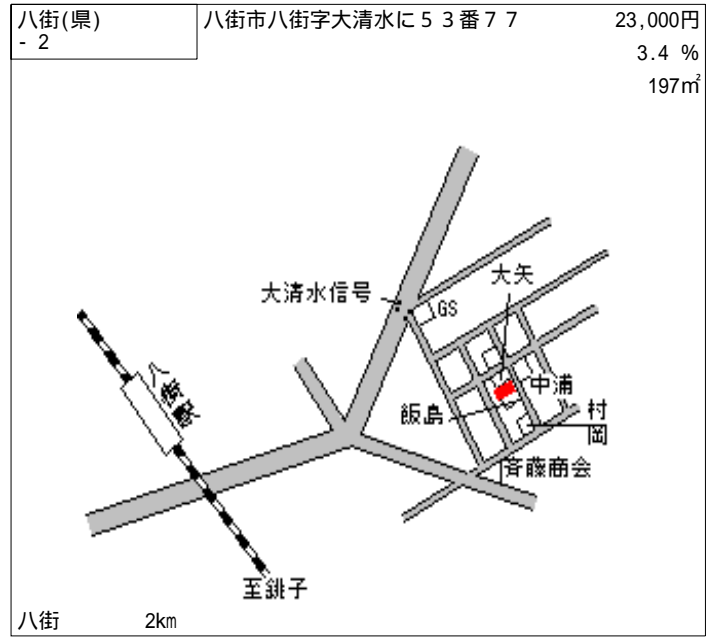 八街(県)
- 2
八街市八街字大清水に５３番７７
23,000円
3.4 %
197㎡
大清水信号
GS
大矢
中浦
飯島
村岡
斉藤商会
八街駅
至銚子
八街 2km